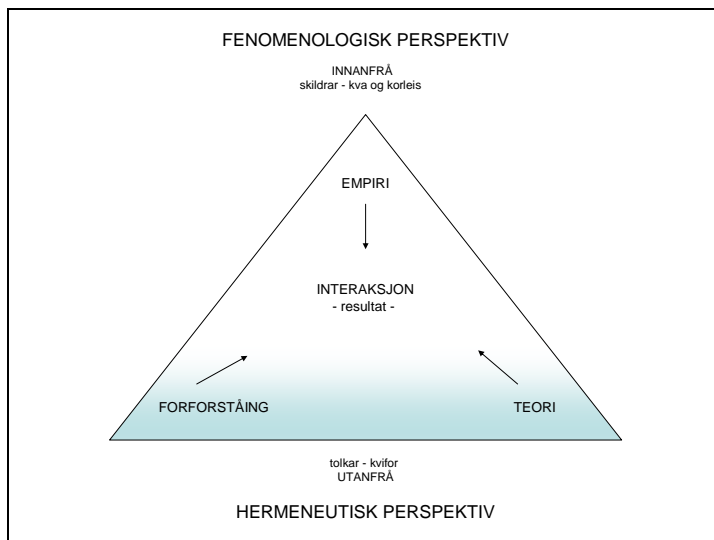 FENOMENOLOGISK PERSPEKTIV
INNANFRÅ
skildrar - kva og korleis
EMPIRI
INTERAKSJON
- resultat -
FORFORSTÅING
TEORI
tolkar - kvifor
UTANFRÅ
HERMENEUTISK PERSPEKTIV